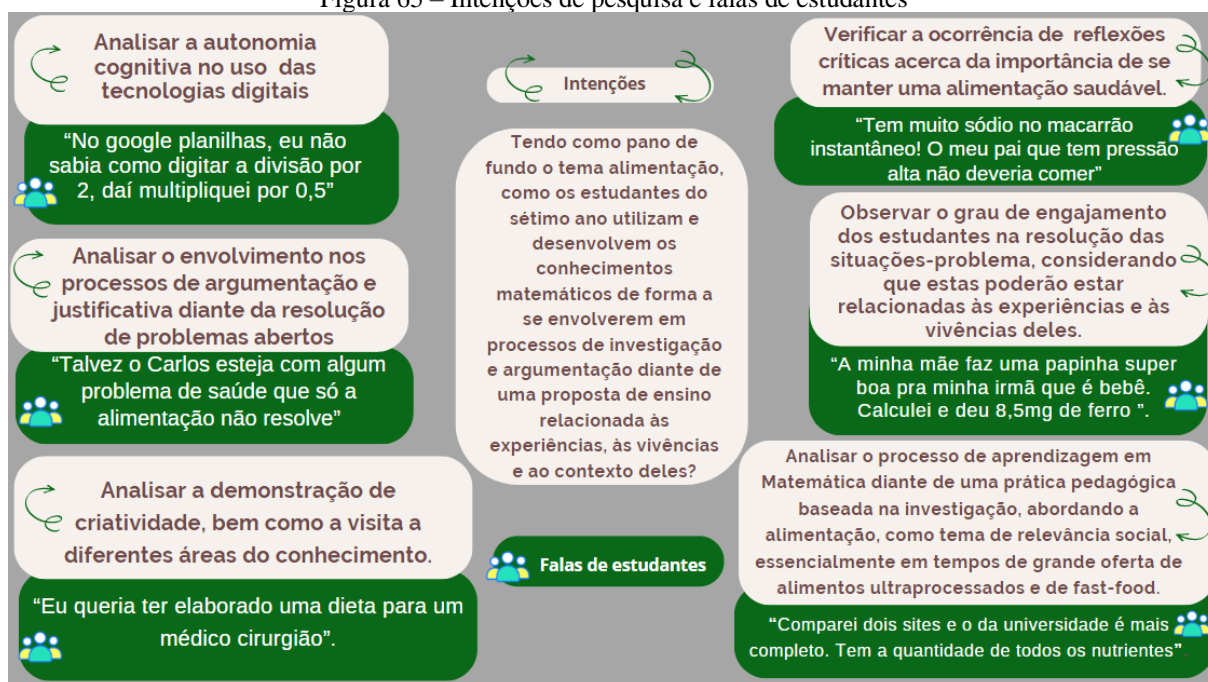 Figura 65 – Intenções de pesquisa e falas de estudantes
Analisar a autonomia
cognitiva no uso das
tecnologias digitais
“No google planilhas, eu não
sabia como digitar a divisão por
2, daí multipliquei por 0,5”
Analisar o envolvimento nos
processos de argumentação e
justificativa diante da resolução
de problemas abertos
“Talvez o Carlos esteja com algum
problema de saúde que só a
alimentação não resolve”
Analisar a demonstração de
criatividade, bem como a visita a
diferentes áreas do conhecimento.
“Eu queria ter elaborado uma dieta para um
médico cirurgião”.
Intenções
Tendo como pano de
fundo o tema alimentação,
como os estudantes do
sétimo ano utilizam e
desenvolvem os
conhecimentos
matemáticos de forma a
se envolverem em
processos de investigação
e argumentação diante de
uma proposta de ensino
relacionada às
experiências, às vivências
e ao contexto deles?
Falas de estudantes
Verificar a ocorrência de reflexões
críticas acerca da importância de se
manter uma alimentação saudável.
“Tem muito sódio no macarrão
instantâneo! O meu pai que tem pressão
alta não deveria comer”
Observar o grau de engajamento
dos estudantes na resolução das
situações-problema, considerando
que estas poderão estar
relacionadas às experiências e às
vivências deles.
“A minha mãe faz uma papinha super
boa pra minha irmã que é bebê.
Calculei e deu 8,5mg de ferro ”.
Analisar o processo de aprendizagem em
Matemática diante de uma prática pedagógica
baseada na investigação, abordando a
alimentação, como tema de relevância social,
essencialmente em tempos de grande oferta de
alimentos ultraprocessados e de fast-food.
“Comparei dois sites e o da universidade é mais
completo. Tem a quantidade de todos os nutrientes”.